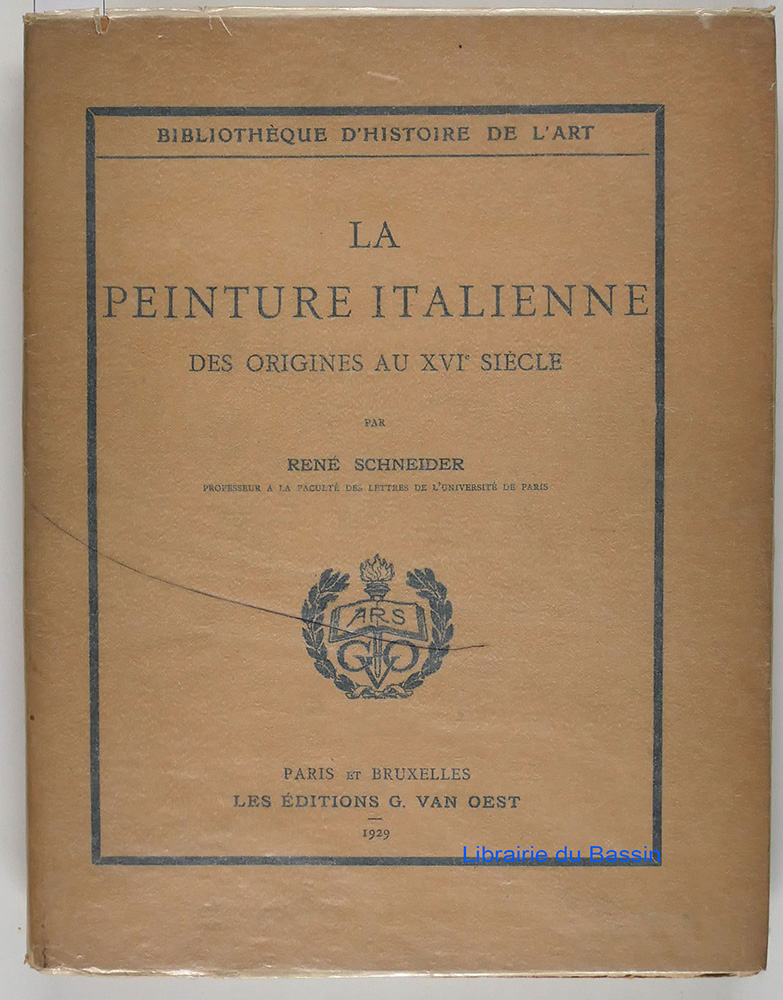 BIBLIOTHÈQUE D'HISTOIRE DE L'ART
LA
PEINTURE ITALIENNE
DES ORIGINES AU XVIe SIÈCLE
PAR
RENÉ SCHNEIDER
PROFESSEUR A LA FACULTÉ DES LETTRES DE L'UNIVERSITÉ DE PARIS
ARS
G O
PARIS ET BRUXELLES
LES ÉDITIONS G. VAN OEST
1929
Librairie du Bassin